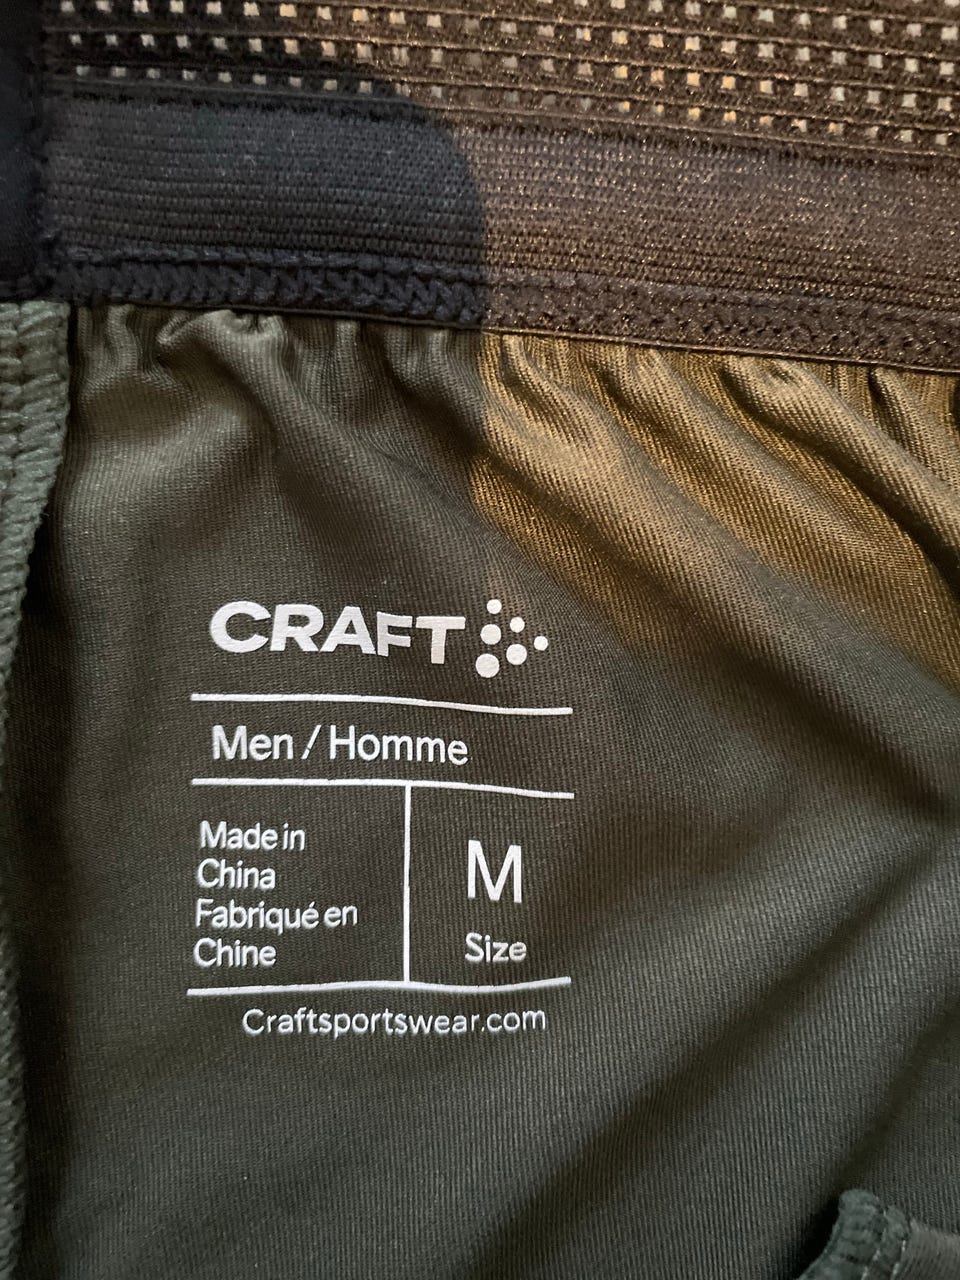 CRAFT
Men / Homme
Made in
China
Fabriqué en
Chine
M
Size
Craftsportswear.com